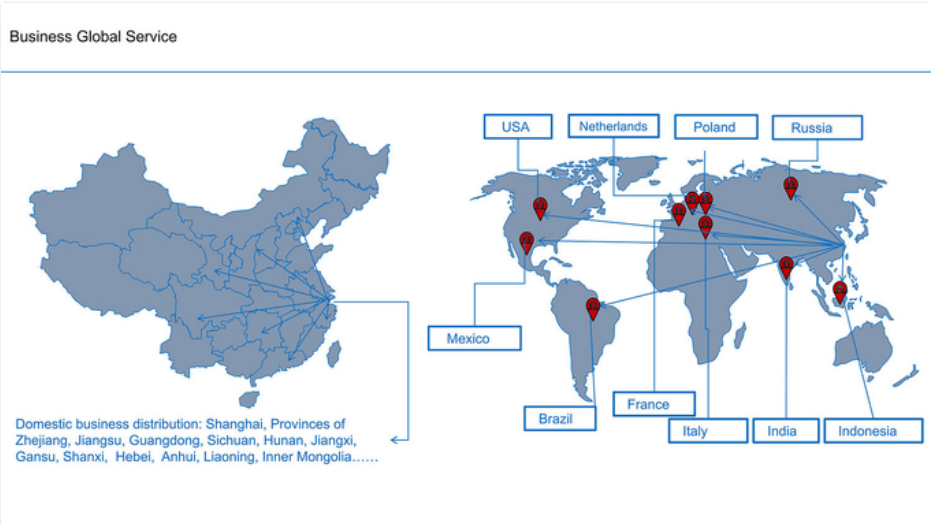 Business Global Service
USA
Netherlands
Poland
Russia
Mexico
Brazil
France
Italy
India
Indonesia
Domestic business distribution: Shanghai, Provinces of
Zhejiang, Jiangsu, Guangdong, Sichuan, Hunan, Jiangxi,
Gansu, Shanxi, Hebei, Anhui, Liaoning, Inner Mongolia……